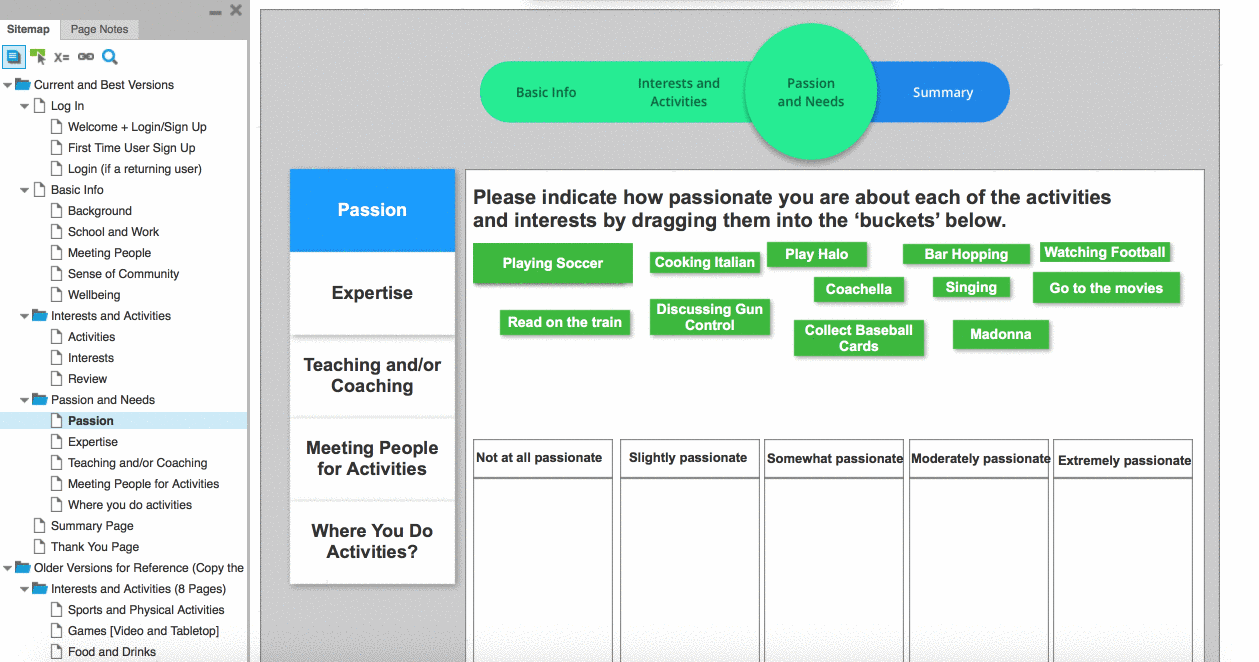 Sitemap
Page Notes
X=
Current and Best Versions
Log In
Welcome + Login/Sign Up
First Time User Sign Up
Login (if a returning user)
Basic Info
Background
School and Work
Meeting People
Sense of Community
Wellbeing
Interests and Activities
Activities
Interests
Review
Passion and Needs
Passion
Expertise
Teaching and/or Coaching
Meeting People for Activities
Where you do activities
Summary Page
Thank You Page
Older Versions for Reference (Copy the
Interests and Activities (8 Pages)
Sports and Physical Activities
Games [Video and Tabletop]
Food and Drinks
Basic Info
Interests and
Activities
Passion
and Needs
Summary
Passion
Expertise
Teaching and/or
Coaching
Meeting People
for Activities
Where You Do
Activities?
Please indicate how passionate you are about each of the activities
and interests by dragging them into the ‘buckets’ below.
Playing Soccer
Cooking Italian
Play Halo
Bar Hopping
Watching Football
Coachella
Singing
Go to the movies
Read on the train
Discussing Gun
Control
Collect Baseball
Cards
Madonna
Not at all passionate
Slightly passionate
Somewhat passionate
Moderately passionate
Extremely passionate